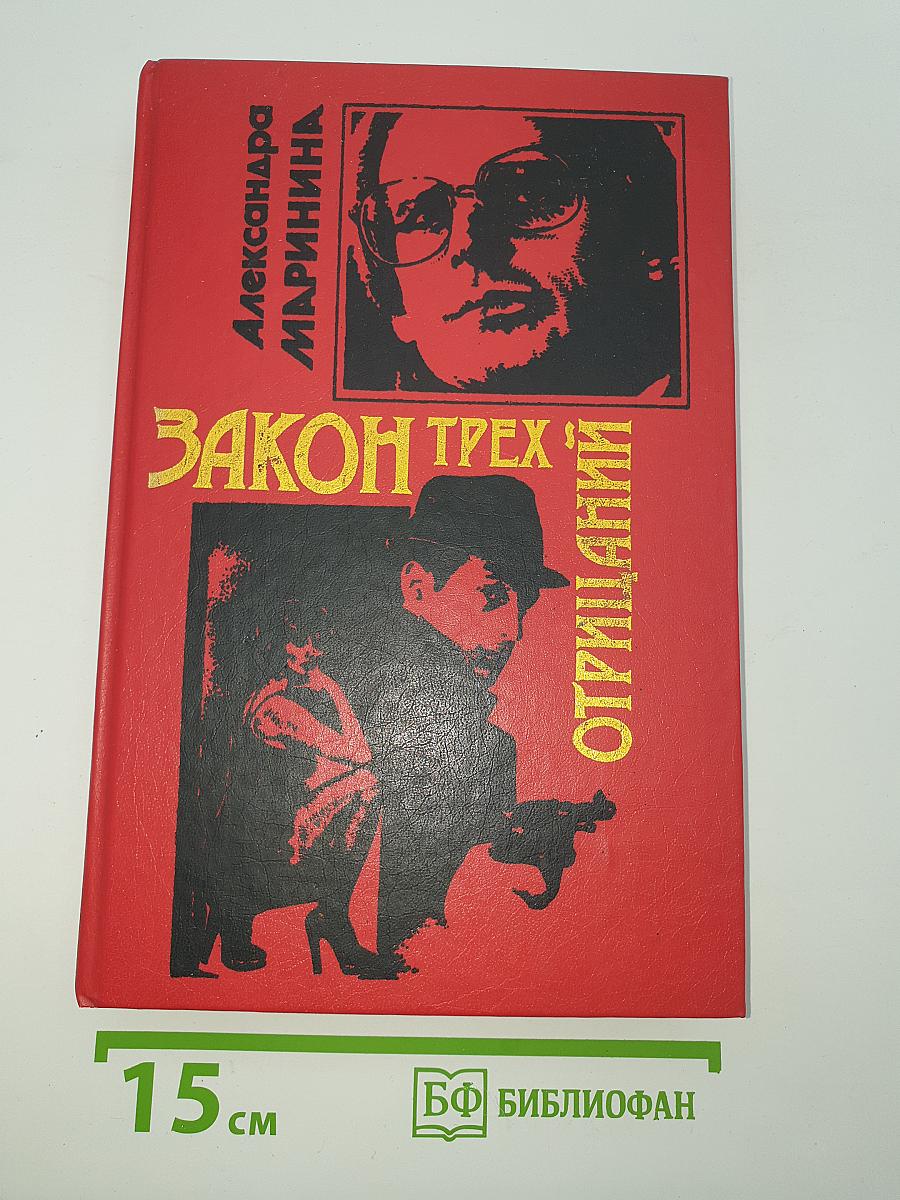 Александра
МАРИНИНА
ЗАКОН ТРЕХ
ОТРИЦАНИЙ
15 см
БФ БИБЛИОФАН